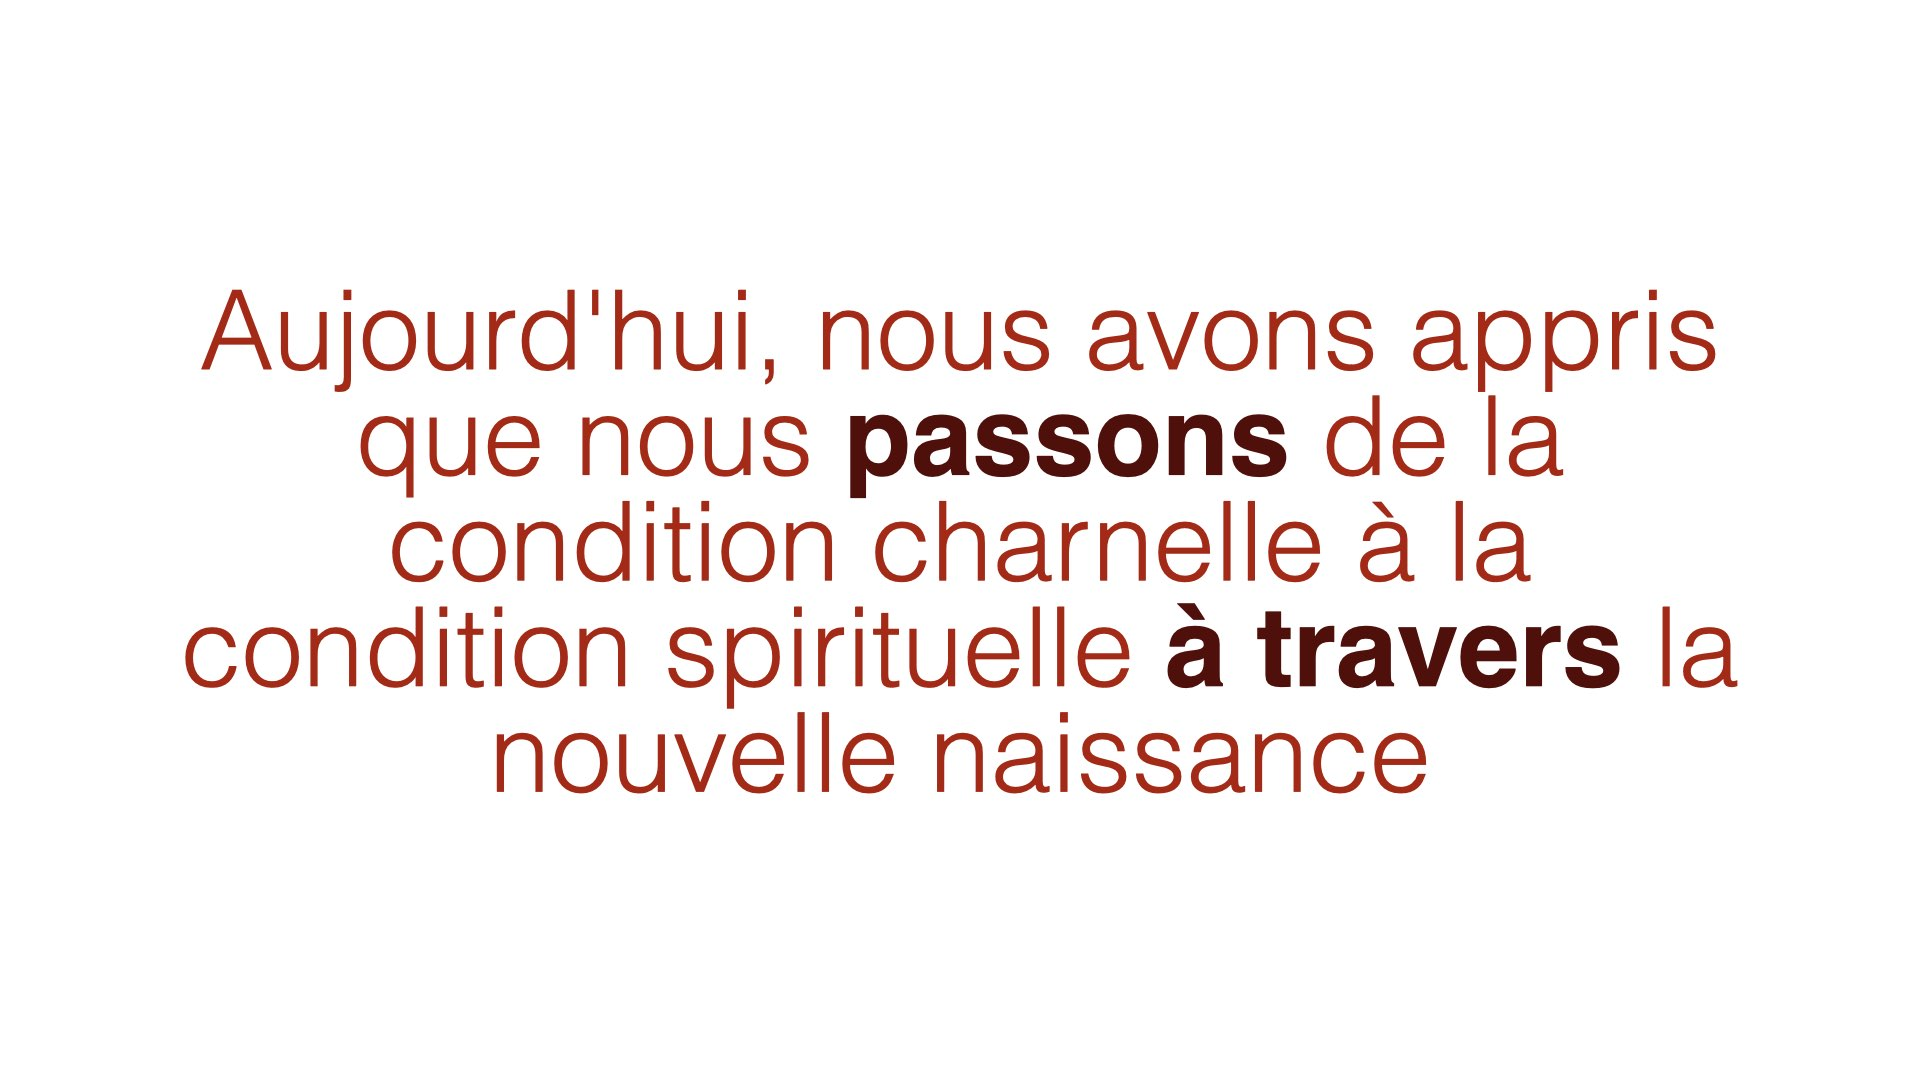 Aujourd'hui, nous avons appris
que nous passons de la
condition charnelle à la
condition spirituelle à travers la
nouvelle naissance